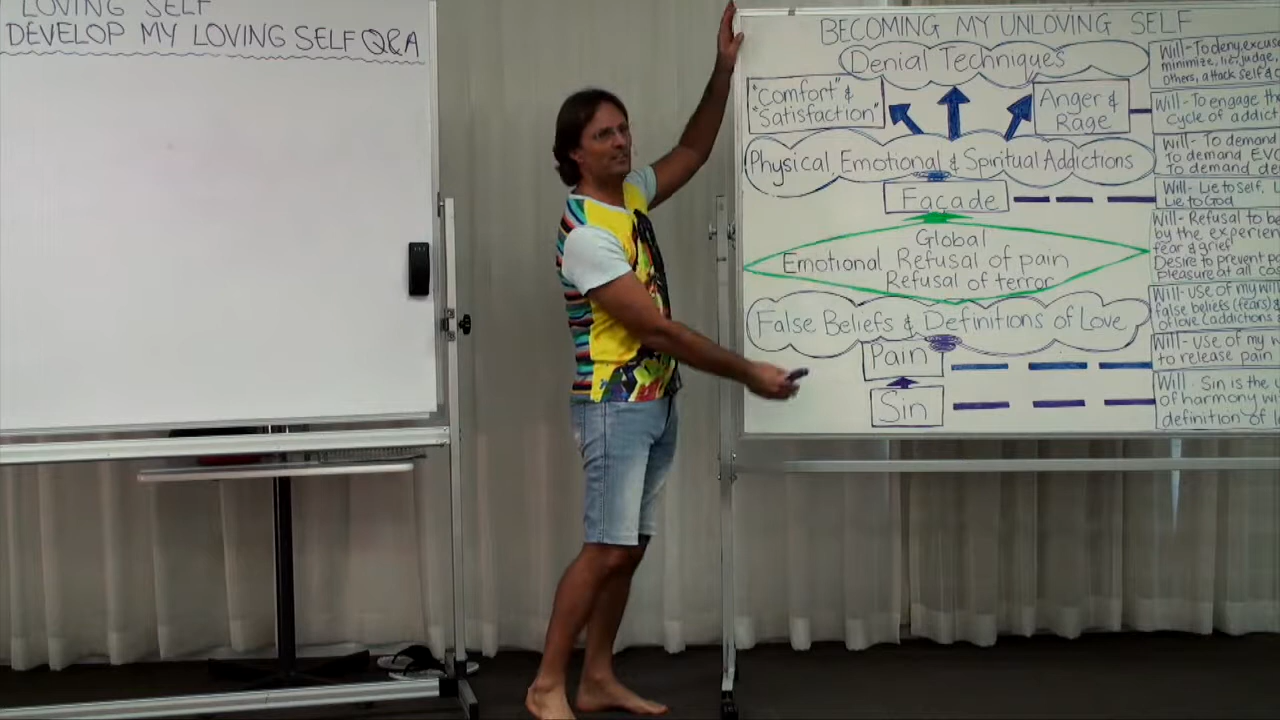 LOVING SELF
DEVELOP MY LOVING SELF Q&A
BECOMING MY UNLOVING SELF
Denial Techniques
"Comfort" &
"Satisfaction"
Anger &
Rage
Physical Emotional & Spiritual Addictions
Façade
Global
Emotional Refusal of pain
Refusal of terror
False Beliefs & Definitions of Love
Pain
Sin
Will - To deny, excuse
minimize, lie, judge,
others, attack self &
Will - To engage the
cycle of addict
Will - To demand
To demand EVO
To demand de
Will - Lie to Self. L
Lie to God
Will - Refusal to be
by the experien
fear & grief
Desire to prevent pa
pleasure at all cos
Will - use of my wil
false beliefs (fears)
of love (addictions
Will - use of my w
to release pain
Will - Sin is the
of harmony wi
definition of l